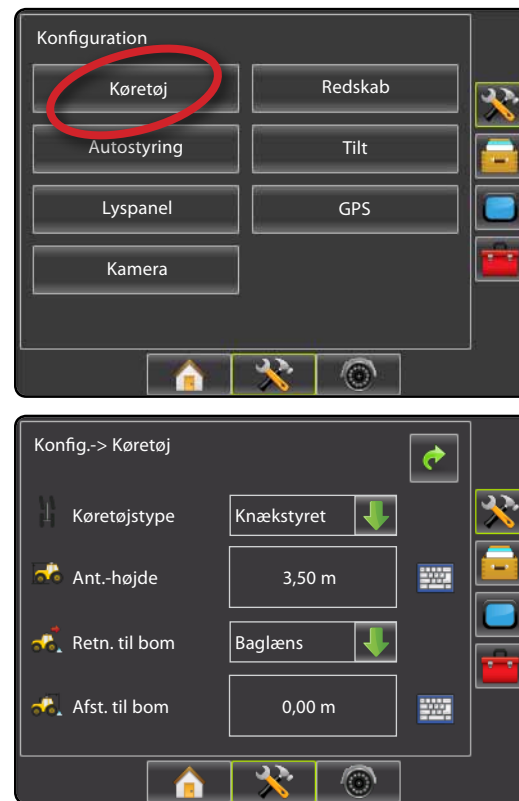 Konfiguration
Køretøj Redskab
Autostyring Tilt
Lyspanel GPS
Kamera
Konfig.-> Køretøj
Køretøjstype Knækstyret
Ant.-højde 3,50 m
Retn. til bom Baglæns
Afst. til bom 0,00 m